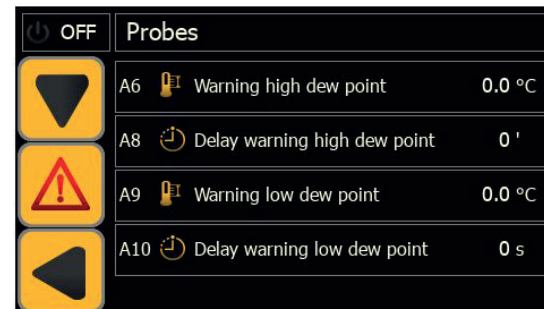 OFF Probes
A6 Warning high dew point 0.0 °C
A8 Delay warning high dew point 0 '
A9 Warning low dew point 0.0 °C
A10 Delay warning low dew point 0 s